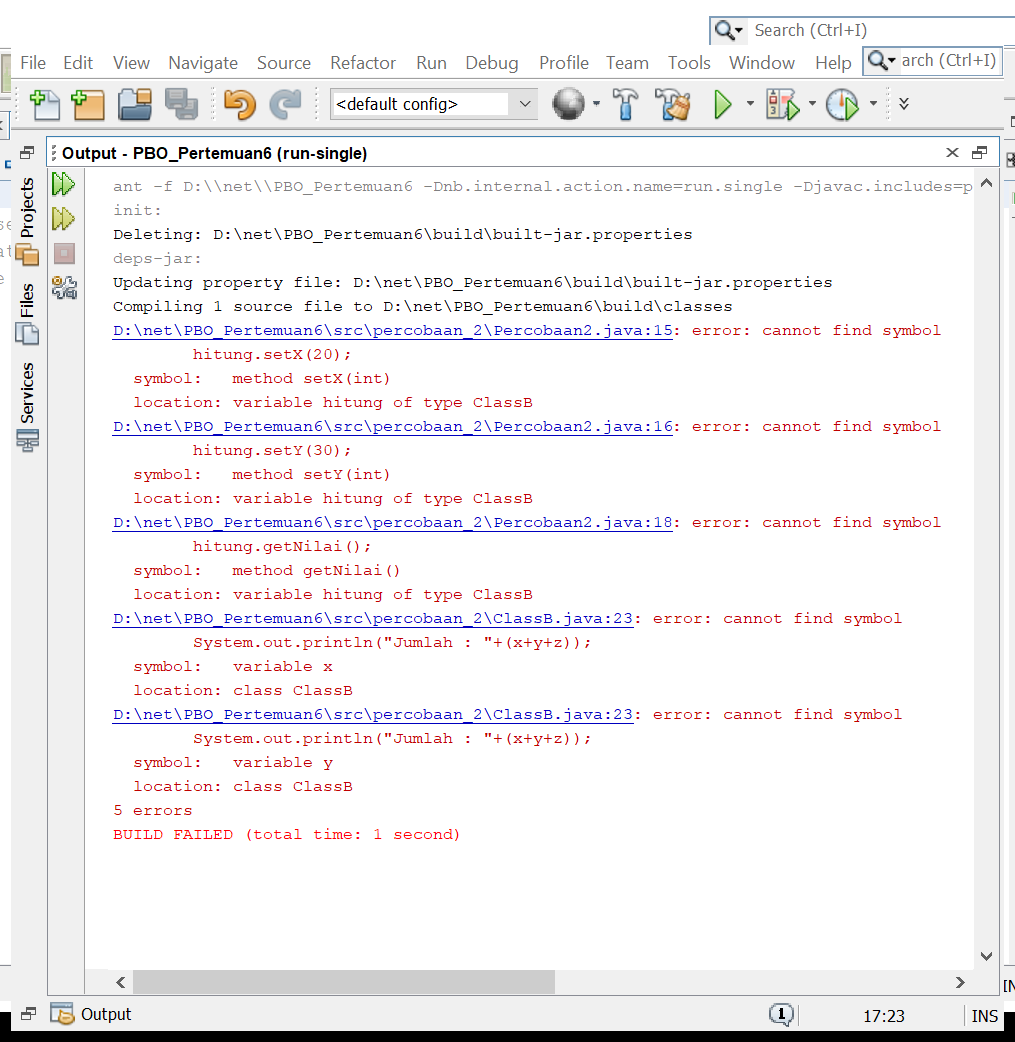 Search (Ctrl+I)
File Edit View Navigate Source Refactor Run Debug Profile Team Tools Window Help arch (Ctrl+I)
<default config>
Output - PBO_Pertemuan6 (run-single)
Projects
Files
Services
ant -f D:\\net\\PBO_Pertemuan6 -Dnb.internal.action.name=run.single -Djavac.includes=p
init:
Deleting: D:\net\PBO_Pertemuan6\build\built-jar.properties
deps-jar:
Updating property file: D:\net\PBO_Pertemuan6\build\built-jar.properties
Compiling 1 source file to D:\net\PBO_Pertemuan6\build\classes
D:\net\PBO_Pertemuan6\src\percobaan_2\Percobaan2.java:15: error: cannot find symbol
hitung.setX(20);
symbol:   method setX(int)
location: variable hitung of type ClassB
D:\net\PBO_Pertemuan6\src\percobaan_2\Percobaan2.java:16: error: cannot find symbol
hitung.setY(30);
symbol:   method setY(int)
location: variable hitung of type ClassB
D:\net\PBO_Pertemuan6\src\percobaan_2\Percobaan2.java:18: error: cannot find symbol
hitung.getNilai();
symbol:   method getNilai()
location: variable hitung of type ClassB
D:\net\PBO_Pertemuan6\src\percobaan_2\ClassB.java:23: error: cannot find symbol
System.out.println("Jumlah : "+(x+y+z));
symbol:   variable x
location: class ClassB
D:\net\PBO_Pertemuan6\src\percobaan_2\ClassB.java:23: error: cannot find symbol
System.out.println("Jumlah : "+(x+y+z));
symbol:   variable y
location: class ClassB
5 errors
BUILD FAILED (total time: 1 second)
Output
17:23 INS